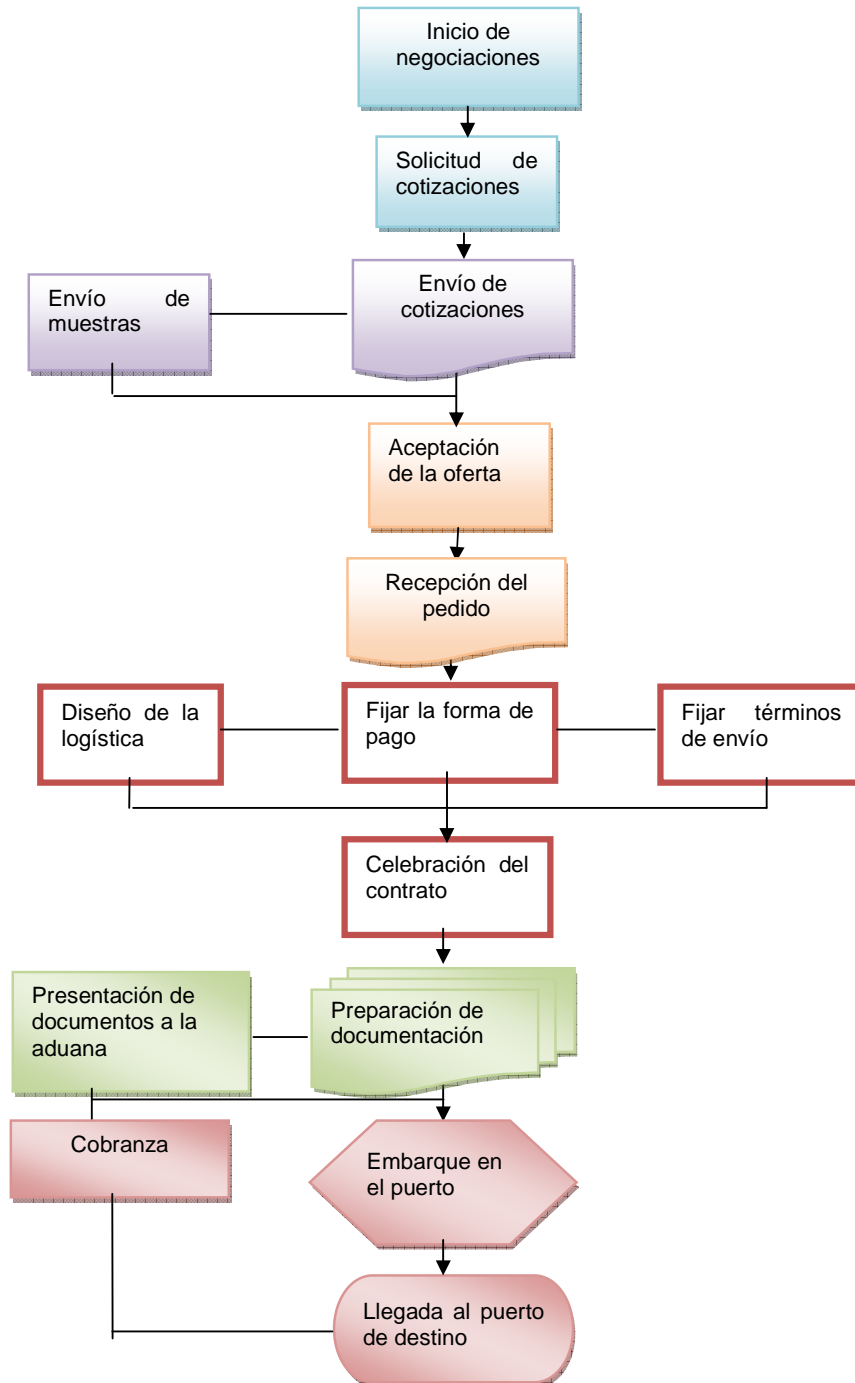 Inicio de
negociaciones
Solicitud de
cotizaciones
Envío de
muestras
Envío de
cotizaciones
Aceptación
de la oferta
Recepción del
pedido
Diseño de la
logística
Fijar la forma de
pago
Fijar términos
de envío
Celebración del
contrato
Presentación de
documentos a la
aduana
Preparación de
documentación
Cobranza
Embarque en
el puerto
Llegada al puerto
de destino